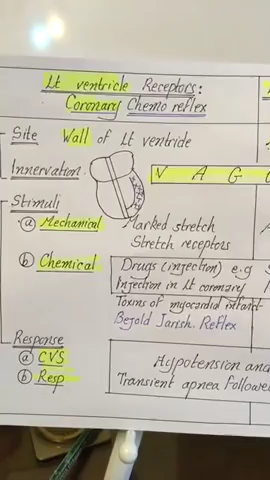 Lt ventricle Receptors:
Coronary Chemo reflex
Site Wall of Lt ventricle
Innervation V A G
Stimuli
ⓐ Mechanical Marked stretch
Stretch receptors
ⓑ Chemical Drugs (injection) e.g
Injection in Lt coronary
Toxins of myocardial infarct
Bezold Jarish. Reflex
Response
ⓐ CVS Hypotension and
ⓑ Resp Transient apnea followe